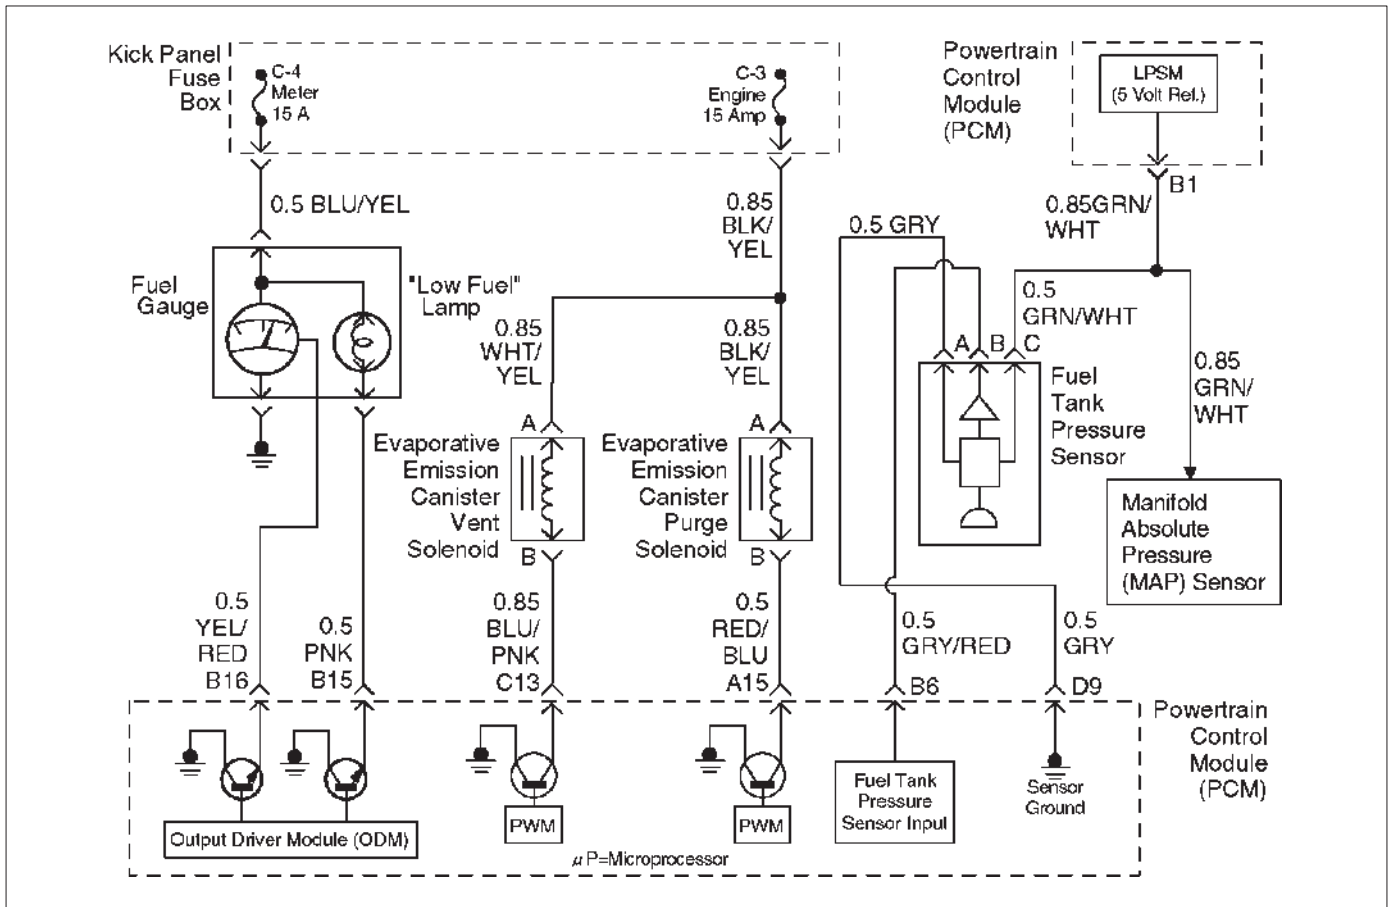 Kick Panel
Fuse
Box
C-4
Meter
15 A
C-3
Engine
15 Amp
Powertrain
Control
Module
(PCM)
LPSM
(5 Volt Ref.)
B1
0.5 BLU/YEL
0.85
BLK/
YEL
0.5 GRY
0.85GRN/
WHT
Fuel
Gauge
"Low Fuel"
Lamp
0.85
WHT/
YEL
0.85
BLK/
YEL
0.5
GRN/WHT
A
B
C
Fuel
Tank
Pressure
Sensor
0.85
GRN/
WHT
A
Evaporative
Emission
Canister
Vent
Solenoid
B
A
Evaporative
Emission
Canister
Purge
Solenoid
B
Manifold
Absolute
Pressure
(MAP) Sensor
0.5
YEL/
RED
B16
0.5
PNK
B15
0.85
BLU/
PNK
C13
0.5
RED/
BLU
A15
0.5
GRY/RED
B6
0.5
GRY
D9
Powertrain
Control
Module
(PCM)
Output Driver Module (ODM)
PWM
PWM
Fuel Tank
Pressure
Sensor Input
Sensor
Ground
μP=Microprocessor